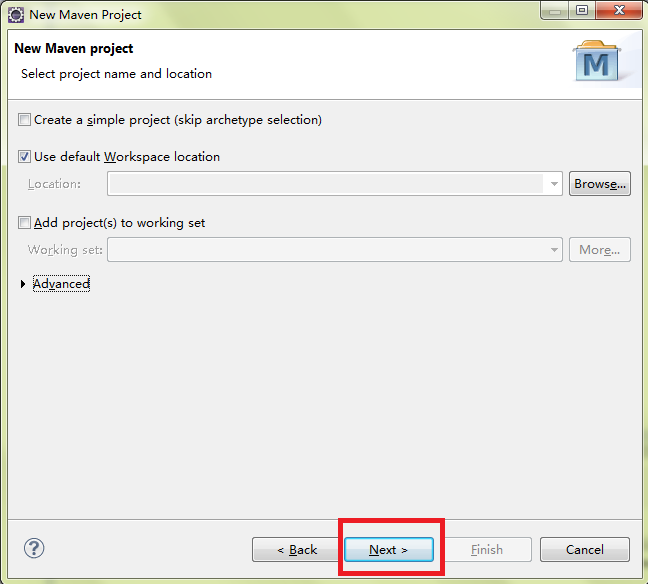 New Maven Project
New Maven project
Select project name and location
M
Create a simple project (skip archetype selection)
Use default Workspace location
Location:
Browse...
Add project(s) to working set
Working set:
More...
Advanced
?
< Back
Next >
Finish
Cancel